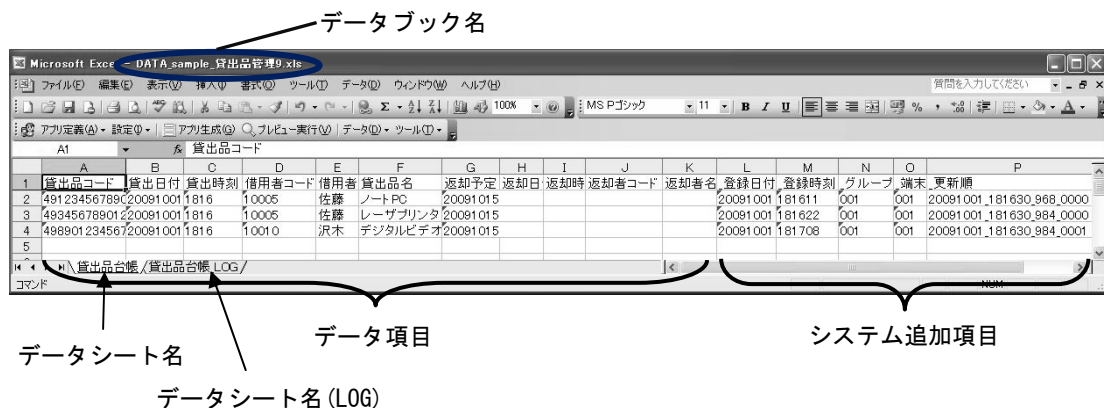 データブック名
Microsoft Excel - DATA_sample_貸出品管理9.xls
ファイル(F) 編集(E) 表示(V) 挿入(I) 書式(O) ツール(T) データ(D) ウィンドウ(W) ヘルプ(H) 質問を入力してください
100% MS Pゴシック 11 B I U
アプリ定義(A) 設定 アプリ生成(G) プレビュー実行(V) データ(D) ツール(T)
A1 fx 貸出品コード
A B C D E F G H I J K L M N O P
1 貸出品コード 貸出日付 貸出時刻 借用者コード 借用者 貸出品名 返却予定 返却日 返却時 返却者コード 返却者名 登録日付 登録時刻 グループ 端末 更新順
2 491234567890 20091001 1816 10005 佐藤 ノートPC 20091015 20091001 181611 001 001 20091001_181630_968_0000
3 493456789012 20091001 1816 10005 佐藤 レーザプリンタ 20091015 20091001 181622 001 001 20091001_181630_984_0000
4 498901234567 20091001 1816 10010 沢木 デジタルビデオ 20091015 20091001 181708 001 001 20091001_181630_984_0001
5
貸出品台帳 貸出品台帳_LOG
コマンド NUM
データ項目 システム追加項目
データシート名
データシート名(LOG)